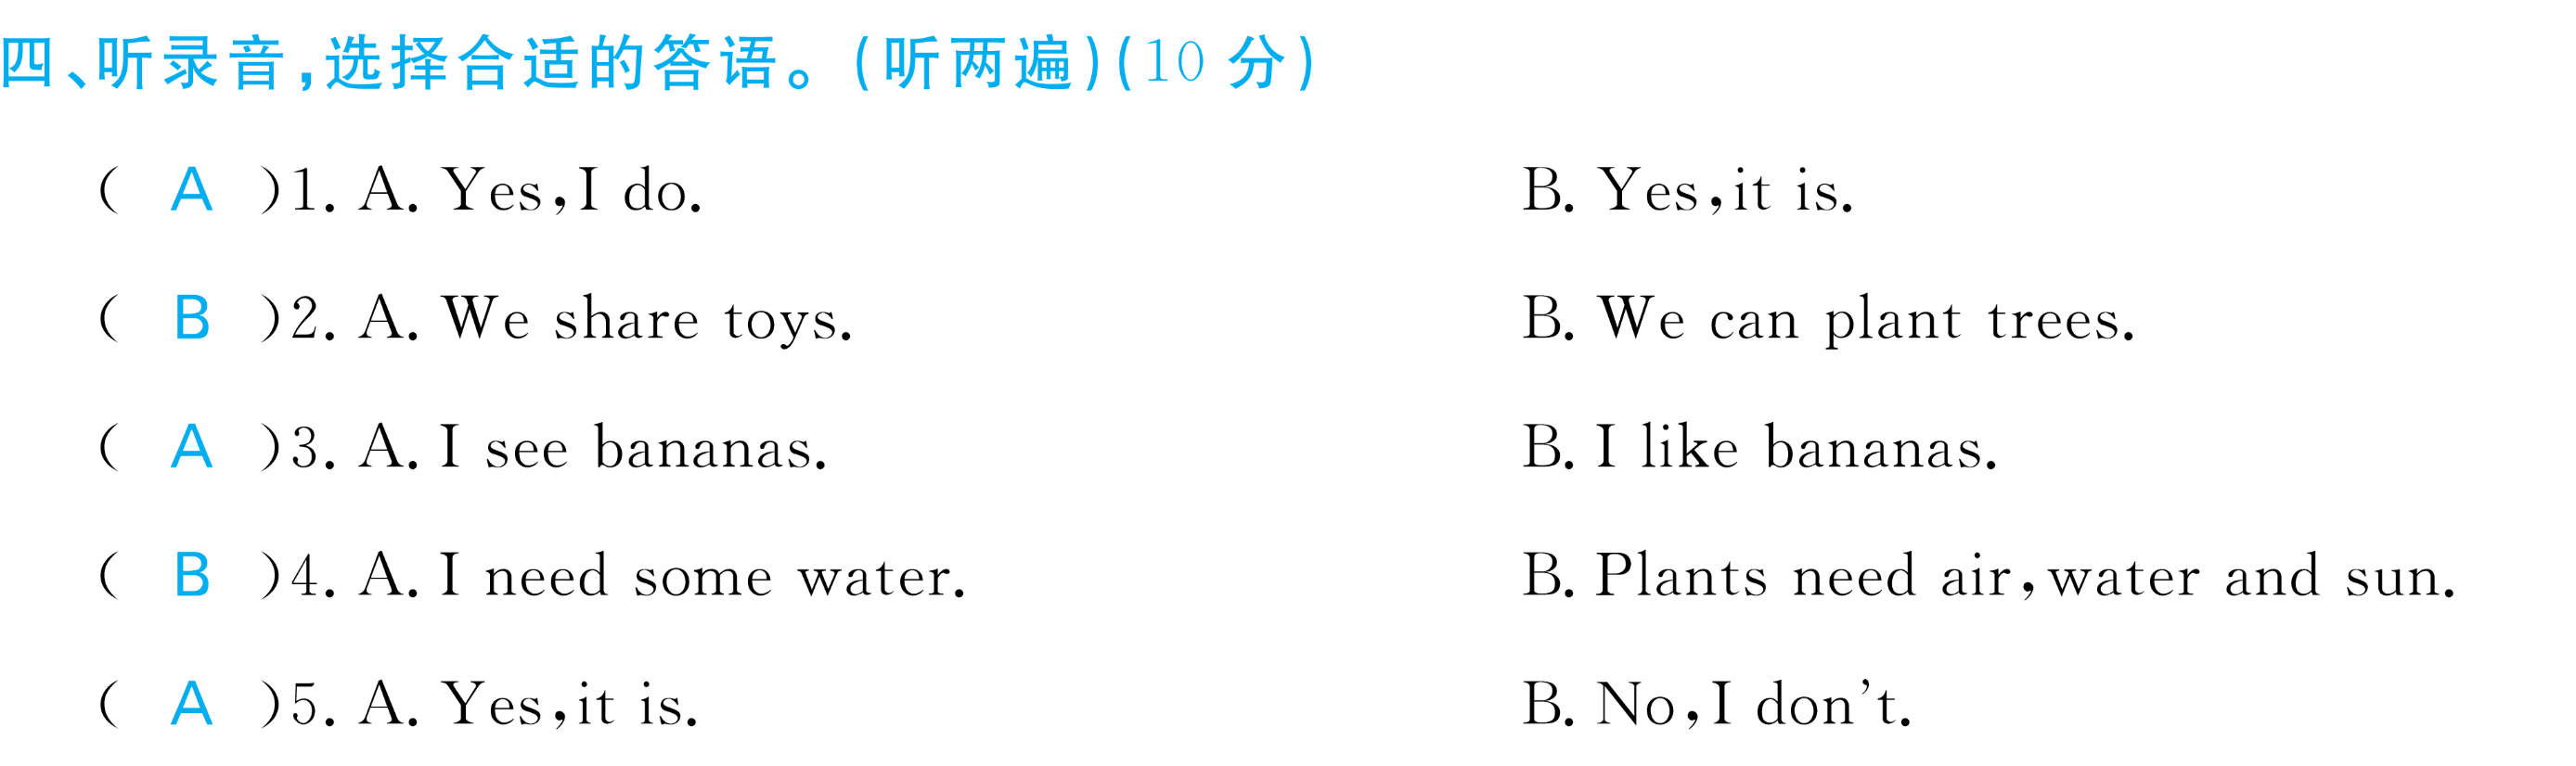 四、听录音,选择合适的答语。(听两遍)(10 分)
( A )1. A. Yes,I do. B. Yes,it is.
( B )2. A. We share toys. B. We can plant trees.
( A )3. A. I see bananas. B. I like bananas.
( B )4. A. I need some water. B. Plants need air,water and sun.
( A )5. A. Yes,it is. B. No,I don't.